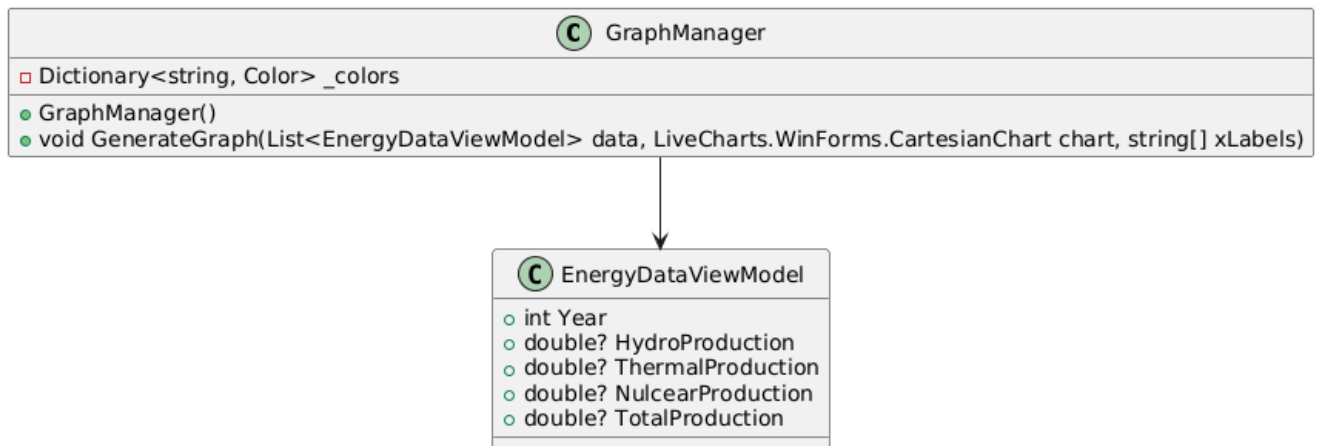 C GraphManager
Dictionary<string, Color> _colors
GraphManager()
void GenerateGraph(List<EnergyDataViewModel> data, LiveCharts.WinForms.CartesianChart chart, string[] xLabels)
C EnergyDataViewModel
int Year
double? HydroProduction
double? ThermalProduction
double? NulcearProduction
double? TotalProduction